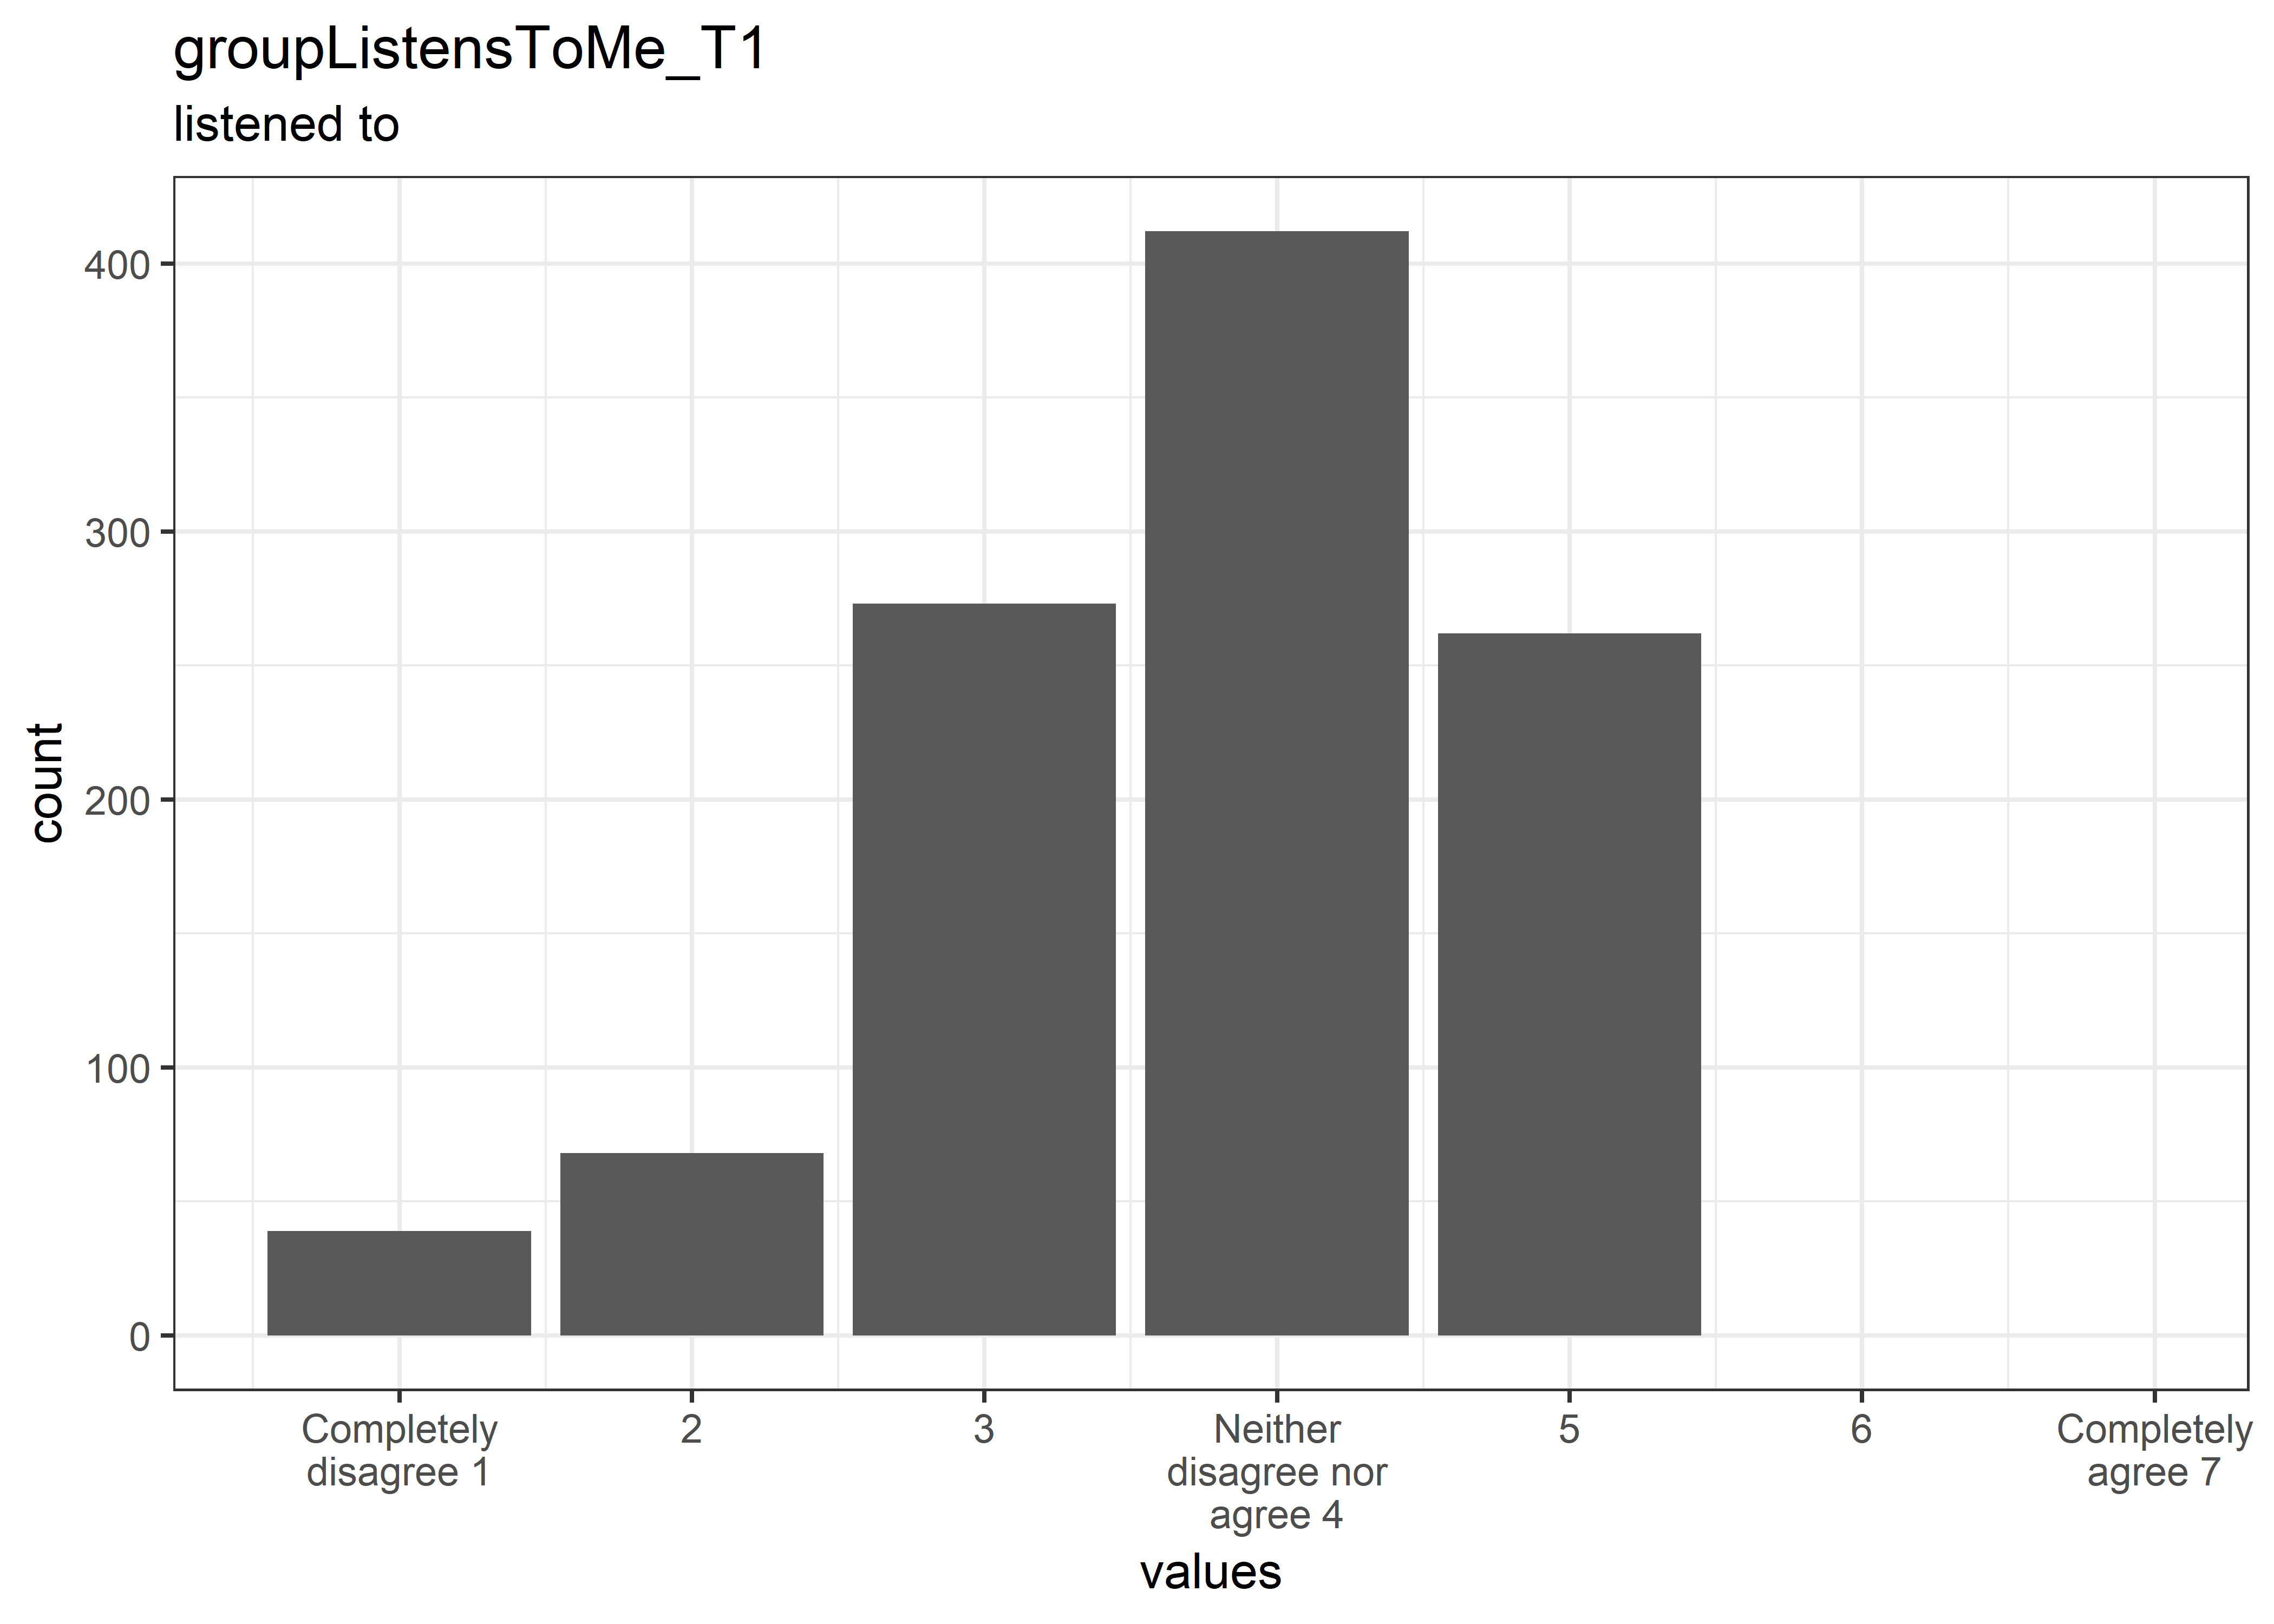 groupListensToMe_T1
listened to
400
300
200
100
0
count
Completely
disagree 1
2
3
Neither
disagree nor
agree 4
5
6
Completely
agree 7
values